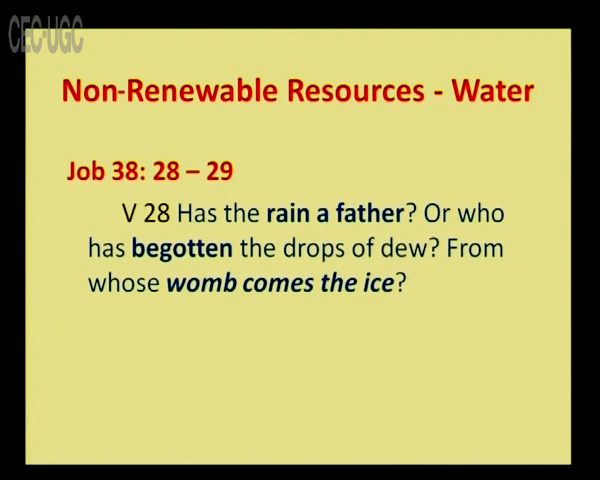 CEC-UGC
Non-Renewable Resources - Water
Job 38: 28 – 29
V 28 Has the rain a father? Or who
has begotten the drops of dew? From
whose womb comes the ice?